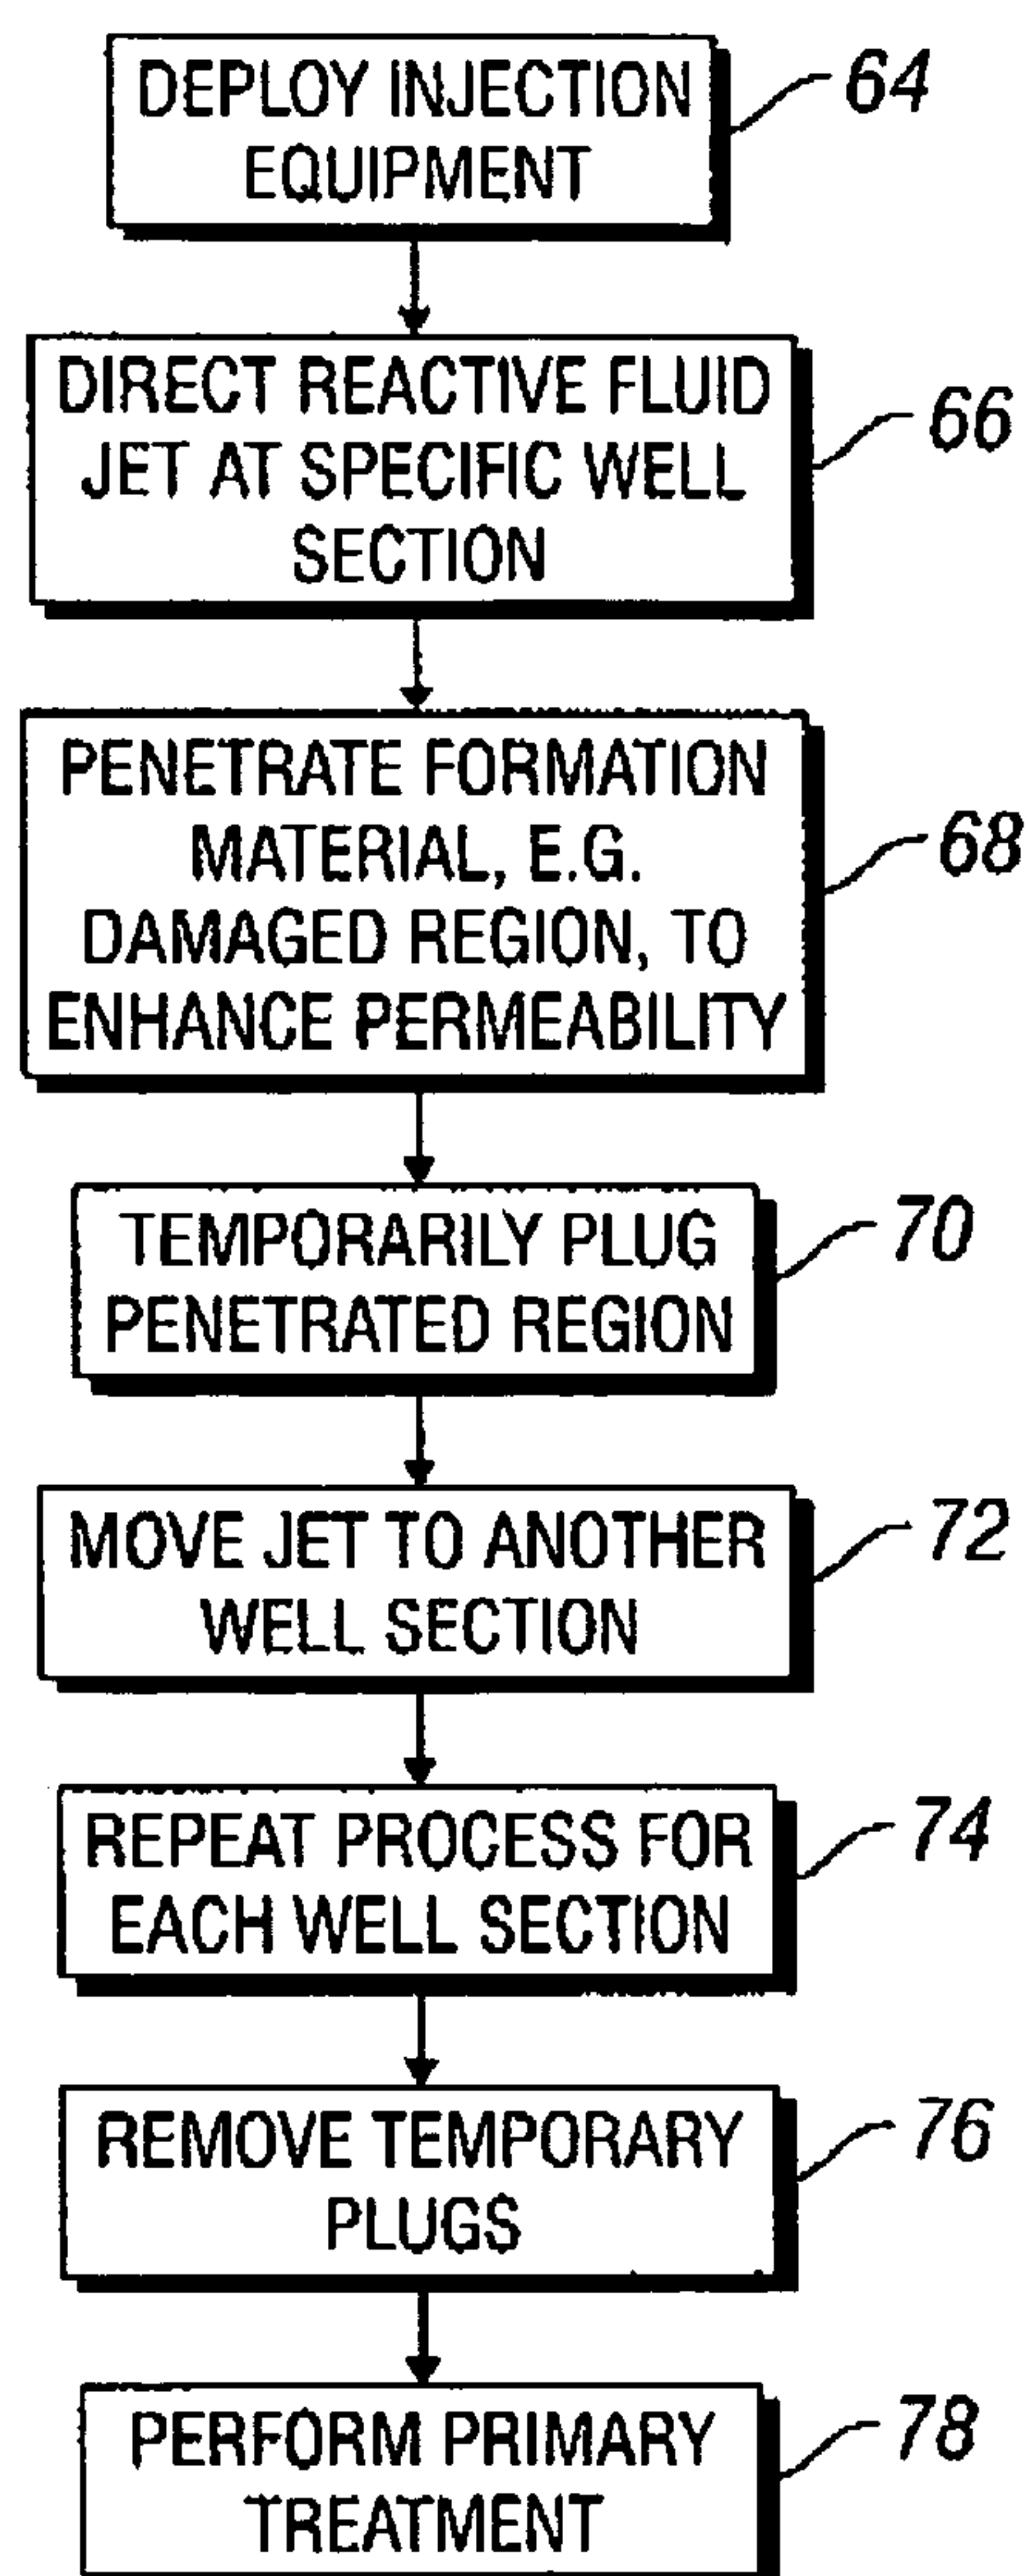 DEPLOY INJECTION
EQUIPMENT
64
DIRECT REACTIVE FLUID
JET AT SPECIFIC WELL
SECTION
66
PENETRATE FORMATION
MATERIAL, E.G.
DAMAGED REGION, TO
ENHANCE PERMEABILITY
68
TEMPORARILY PLUG
PENETRATED REGION
70
MOVE JET TO ANOTHER
WELL SECTION
72
REPEAT PROCESS FOR
EACH WELL SECTION
74
REMOVE TEMPORARY
PLUGS
76
PERFORM PRIMARY
TREATMENT
78